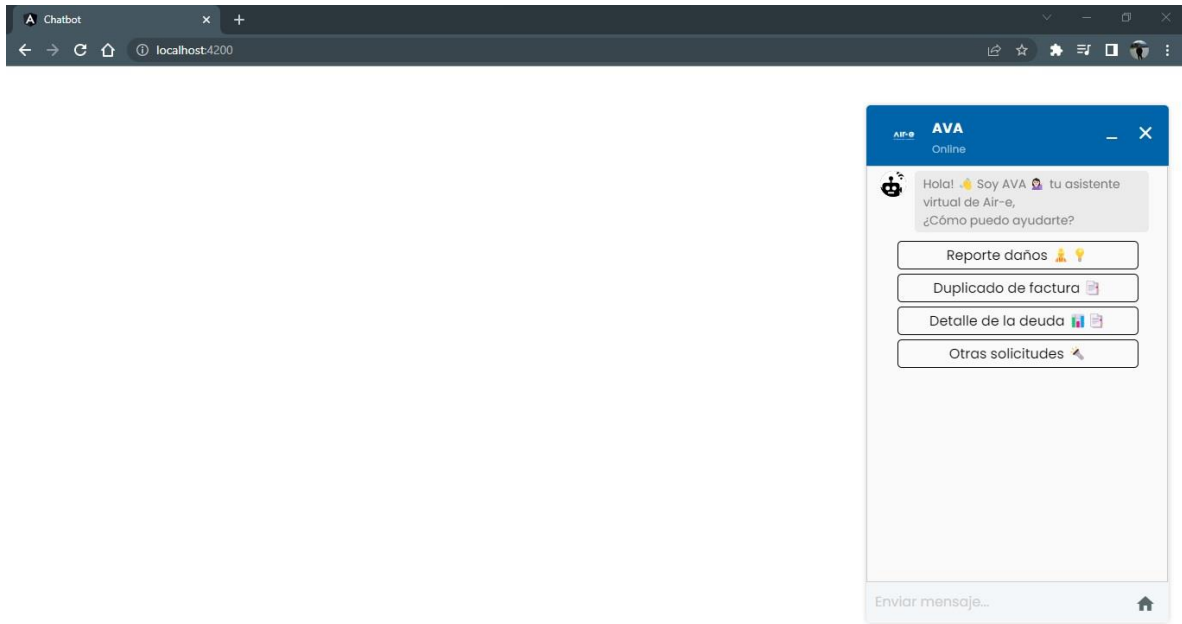 Chatbot
localhost:4200
AIR-e
AVA
Online
Hola! 👋 Soy AVA 💁🏻‍♀️ tu asistente
virtual de Air-e,
¿Cómo puedo ayudarte?
Reporte daños
Duplicado de factura
Detalle de la deuda
Otras solicitudes
Enviar mensaje...